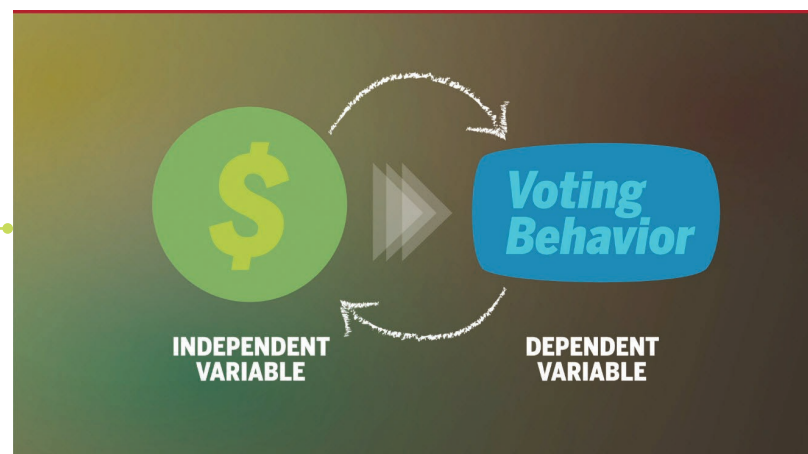 $
Voting
Behavior
INDEPENDENT
VARIABLE
DEPENDENT
VARIABLE